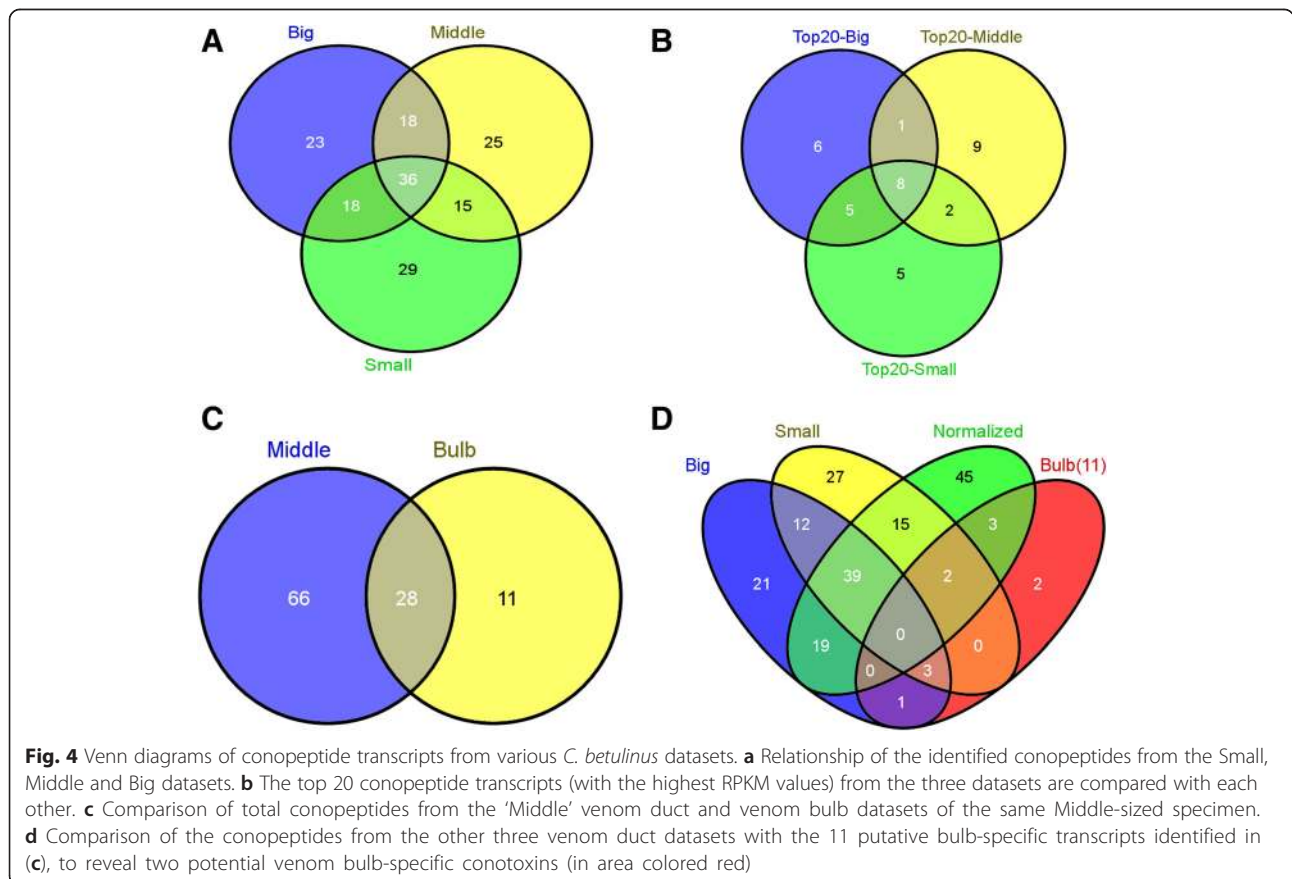 A
Big
Middle
18
23
25
36
18
15
29
Small
B
Top20-Big
Top20-Middle
1
6
9
8
5
2
5
Top20-Small
C
Middle
Bulb
66
28
11
D
Small
Normalized
Big
Bulb(11)
27
45
12
15
3
21
39
2
2
19
0
0
0
3
1
Fig. 4 Venn diagrams of conopeptide transcripts from various C. betulinus datasets. a Relationship of the identified conopeptides from the Small,
Middle and Big datasets. b The top 20 conopeptide transcripts (with the highest RPKM values) from the three datasets are compared with each
other. c Comparison of total conopeptides from the ‘Middle’ venom duct and venom bulb datasets of the same Middle-sized specimen.
d Comparison of the conopeptides from the other three venom duct datasets with the 11 putative bulb-specific transcripts identified in
(c), to reveal two potential venom bulb-specific conotoxins (in area colored red)